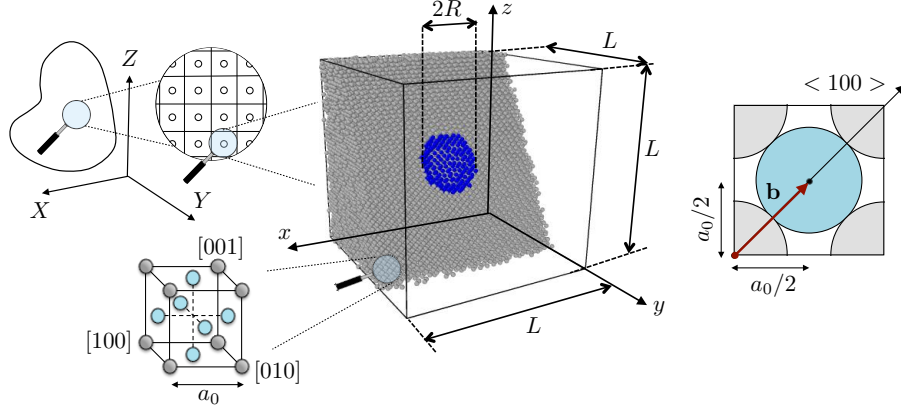 Z
X
Y
2R
z
L
L
x
y
L
[001]
[100]
[010]
a₀
< 100 >
b
a₀/2
a₀/2